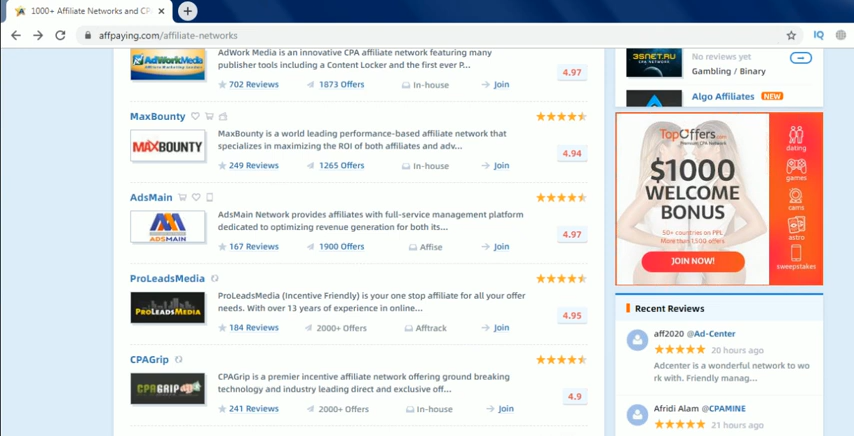 1000+ Affiliate Networks and CPA
affpaying.com/affiliate-networks
IQ
AdWorkMedia
AdWork Media is an innovative CPA affiliate network featuring many
publisher tools including a Content Locker and the first ever P...
4.97
702 Reviews 1873 Offers In-house Join
MaxBounty
MAXBOUNTY
MaxBounty is a world leading performance-based affiliate network that
specializes in maximizing the ROI of both affiliates and adv...
4.94
249 Reviews 1265 Offers In-house Join
AdsMain
ADSMAIN
AdsMain Network provides affiliates with full-service management platform
dedicated to optimizing revenue generation for both its...
4.97
167 Reviews 1900 Offers Affise Join
ProLeadsMedia
PROLEADSMEDIA
ProLeadsMedia (Incentive Friendly) is your one stop affiliate for all your offer
needs. With over 13 years of experience in online...
4.95
184 Reviews 2000+ Offers Afftrack Join
CPAGrip
CPAGRIP
CPAGrip is a premier incentive affiliate network offering ground breaking
technology and industry leading direct and exclusive off...
4.9
241 Reviews 2000+ Offers In-house Join
3SNET.RU
No reviews yet
Gambling / Binary
Algo Affiliates NEW
TopOffers.com
Premium CPA Network
$1000
WELCOME
BONUS
50+ countries on PPL
More than 1500 offers
JOIN NOW!
dating
games
cams
astro
sweepstakes
Recent Reviews
aff2020 @Ad-Center
20 hours ago
Adcenter is a wonderful network to wo
rk with. Friendly manag...
Afridi Alam @CPAMINE
21 hours ago